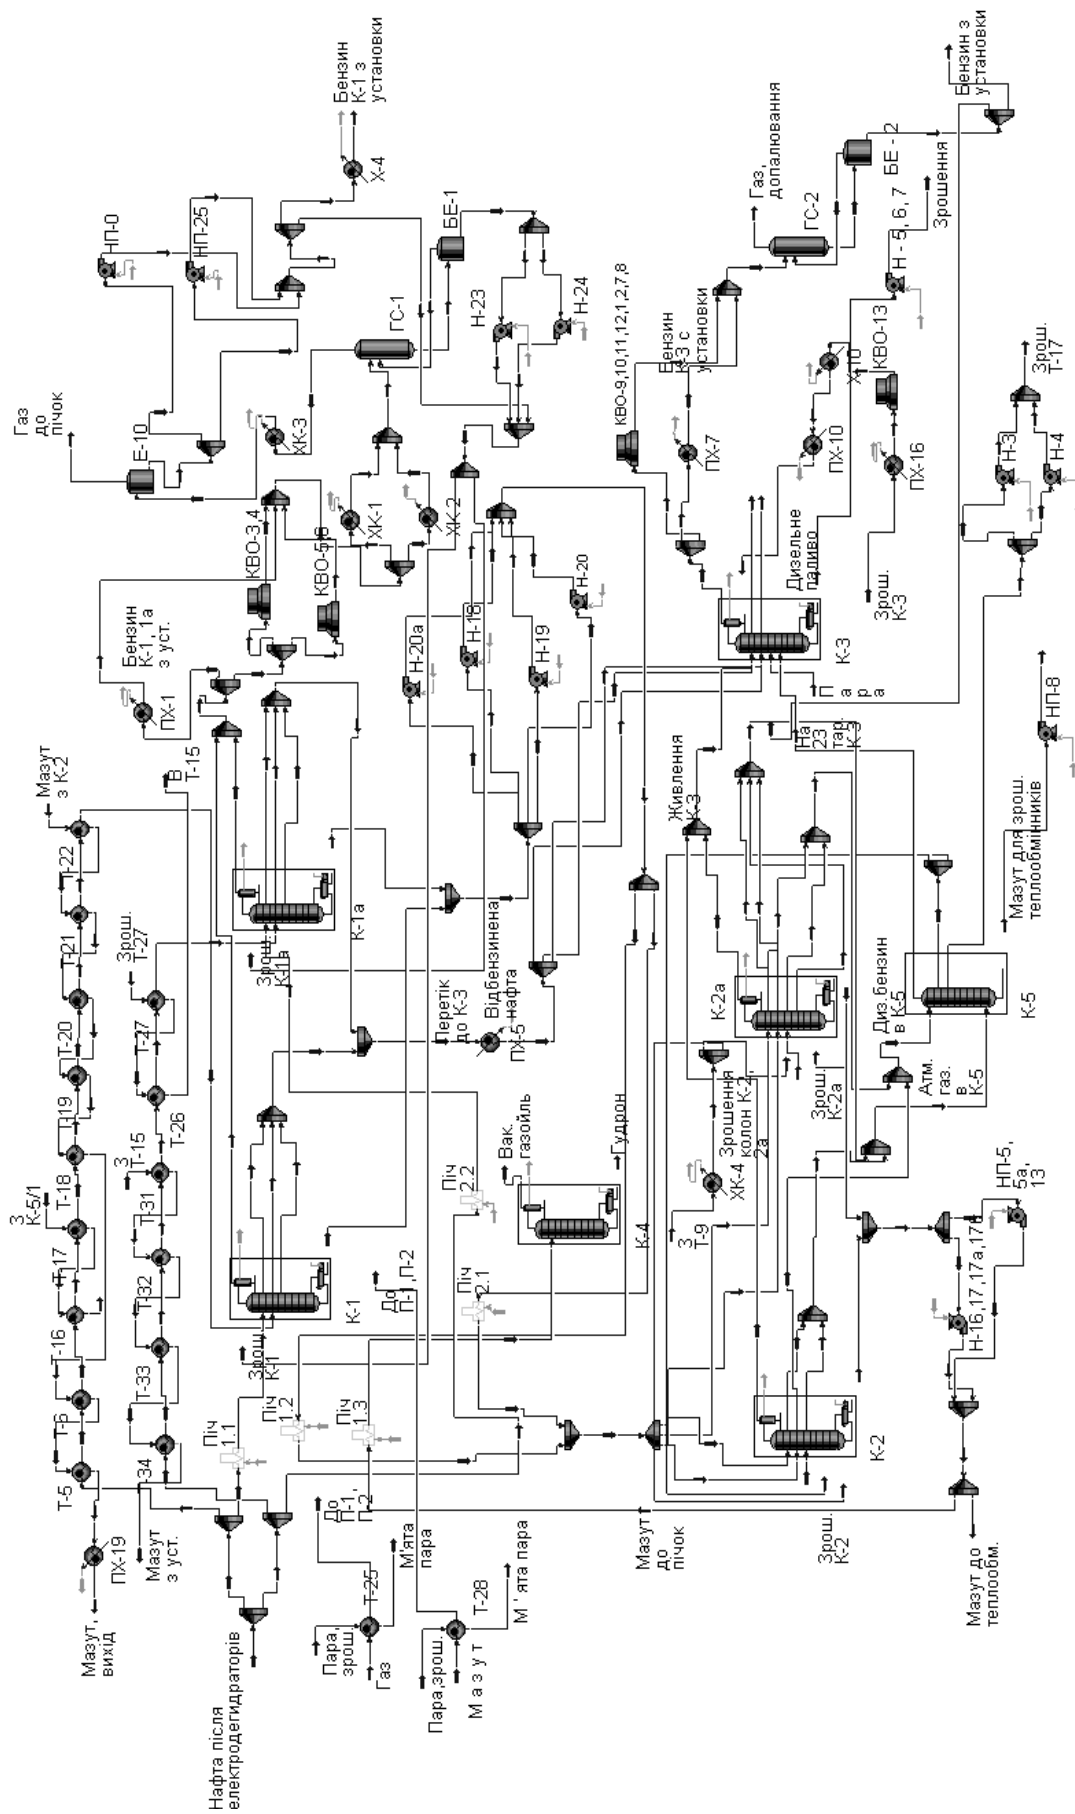 Нафта після
електродегидраторів
Мазут,
вихід
ПХ-19
Т-5
Т-6
Т-16
Т-17
З
К-5/1
Т-18
Т-19
Т-20
Т-21
Т-22
Мазут
з К-2
Мазут
з уст.
-34
Т-33
Т-32
Т-31
З
Т-15
Т-26
Т-27
Зрош.
Т-27
В
Т-15
Піч
1.1
Піч
1.2
Піч
1.3
Зрош.
К-1
К-1
Зрош.
К-1а
К-1а
ПХ-1
Бензин
К-1, 1а
з уст.
КВО-3,4
КВО-5,6
ХК-1
ХК-2
ХК-3
Е-10
Газ
до
пічок
НП-0
НП-25
Х-4
Бензин
К-1 з
установки
ГС-1
БЕ-1
Н-23
Н-24
Н-20а
Н-18
Н-19
Н-20
Перетік
до К-3
Відбензинена
нафта
ПХ-5
Пара,
зрош.
Газ
Т-25
М'ята
пара
До
П-1,
П-2
Пара,зрош.
М а з у т
Т-28
М ' ята пара
До
П-1,П-2
Піч
2.1
Піч
2.2
Вак.
газойль
Гудрон
К-4
Мазут
до
пічок
З
Т-9
ХК-4
Зрошення
колон К-2,
2а
Зрош.
К-2
К-2
Зрош.
К-2а
К-2а
Живлення
К-3
На
23
тар.
К-3
П а р а
К-3
Дизельне
паливо
Зрош.
К-3
ПХ-16
КВО-13
ПХ-10
Х-10
ПХ-7
КВО-9,10,11,12,1,2,7,8
Бензин
К-3 с
установки
Газ,
допалювання
ГС-2
БЕ - 2
Н - 5, 6, 7
Зрошення
Бензин з
установки
Н-3
Н-4
Зрош.
Т-17
НП-8
Мазут для зрош.
теплообмінників
Диз.бензин
в К-5
Атм.
газ.
в
К-5
К-5
НП-5,
5а,
13
Н-16,17,17а,17б
Мазут до
теплообм.